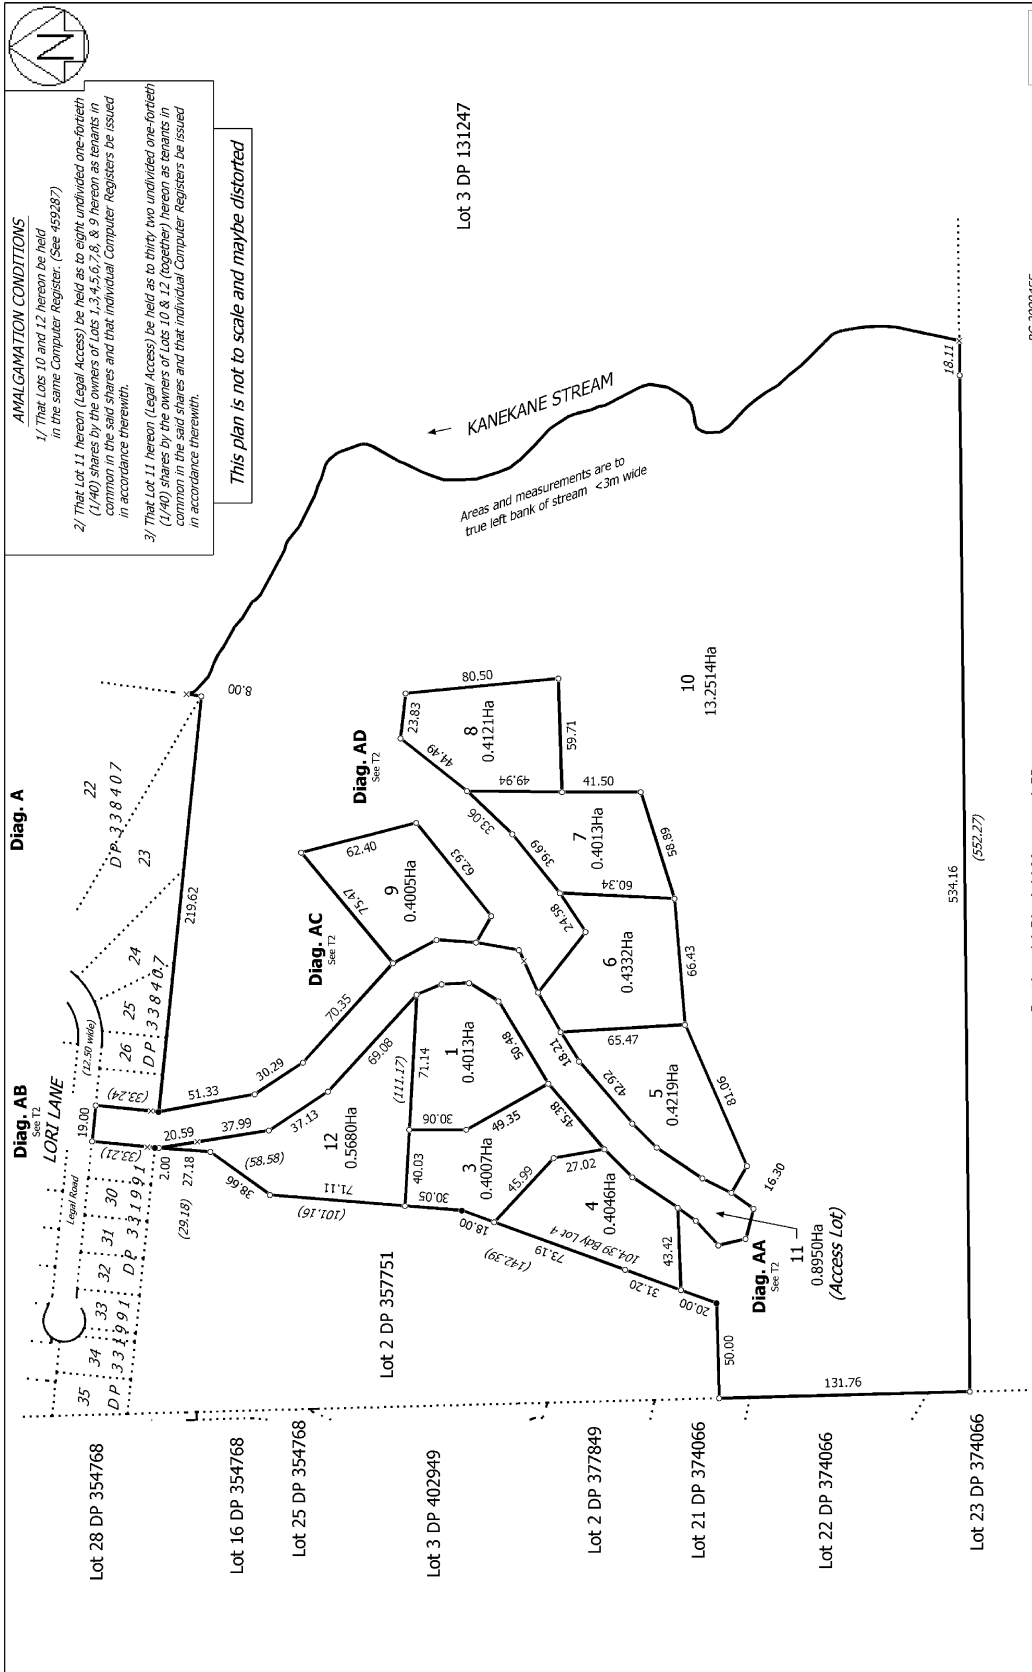 AMALGAMATION CONDITIONS
1/ That Lots 10 and 12 hereon be held
in the same Computer Register. (See 459287)
2/ That Lot 11 hereon (Legal Access) be held as to eight undivided one-fortieth
(1/40) shares by the owners of Lots 1,3,4,5,6,7,8, & 9 hereon as tenants in
common in the said shares and that individual Computer Registers be issued
in accordance therewith.
3/ That Lot 11 hereon (Legal Access) be held as to thirty two undivided one-fortieth
(1/40) shares by the owners of Lots 10 & 12 (together) hereon as tenants in
common in the said shares and that individual Computer Registers be issued
in accordance therewith.
This plan is not to scale and maybe distorted
N
Lot 3 DP 131247
KANEKANE STREAM
Areas and measurements are to
true left bank of stream <3m wide
18.11
Diag. A
22
DP 338407
23
24
25
26
DP 338407
8.00
219.62
Diag. AB
See T2
LORI LANE
(12.50 wide)
Legal Road
19.00
(33.24)
(33.21)
2.00
20.59
27.18
(29.18)
51.33
37.99
30.29
37.13
38.66
(58.58)
70.35
69.08
30
31
32
33
34
35
DP 331991
DP 331991
Diag. AC
See T2
Diag. AD
See T2
9
0.4005Ha
62.40
75.47
62.93
8
0.4121Ha
80.50
23.83
44.49
49.94
59.71
10
13.2514Ha
7
0.4013Ha
41.50
33.06
39.69
58.89
60.34
6
0.4332Ha
24.58
66.43
65.47
5
0.4219Ha
18.21
42.92
81.06
16.30
1
0.4013Ha
71.14
(111.17)
50.48
30.06
49.35
12
0.5680Ha
71.11
(101.16)
40.03
3
0.4007Ha
30.05
18.00
45.99
45.38
27.02
4
0.4046Ha
104.39 Bdy Lot 4
73.19
(142.39)
31.20
43.42
20.00
50.00
Diag. AA
See T2
11
0.8950Ha
(Access Lot)
131.76
534.16
(552.27)
Lot 2 DP 357751
Lot 28 DP 354768
Lot 16 DP 354768
Lot 25 DP 354768
Lot 3 DP 402949
Lot 2 DP 377849
Lot 21 DP 374066
Lot 22 DP 374066
Lot 23 DP 374066